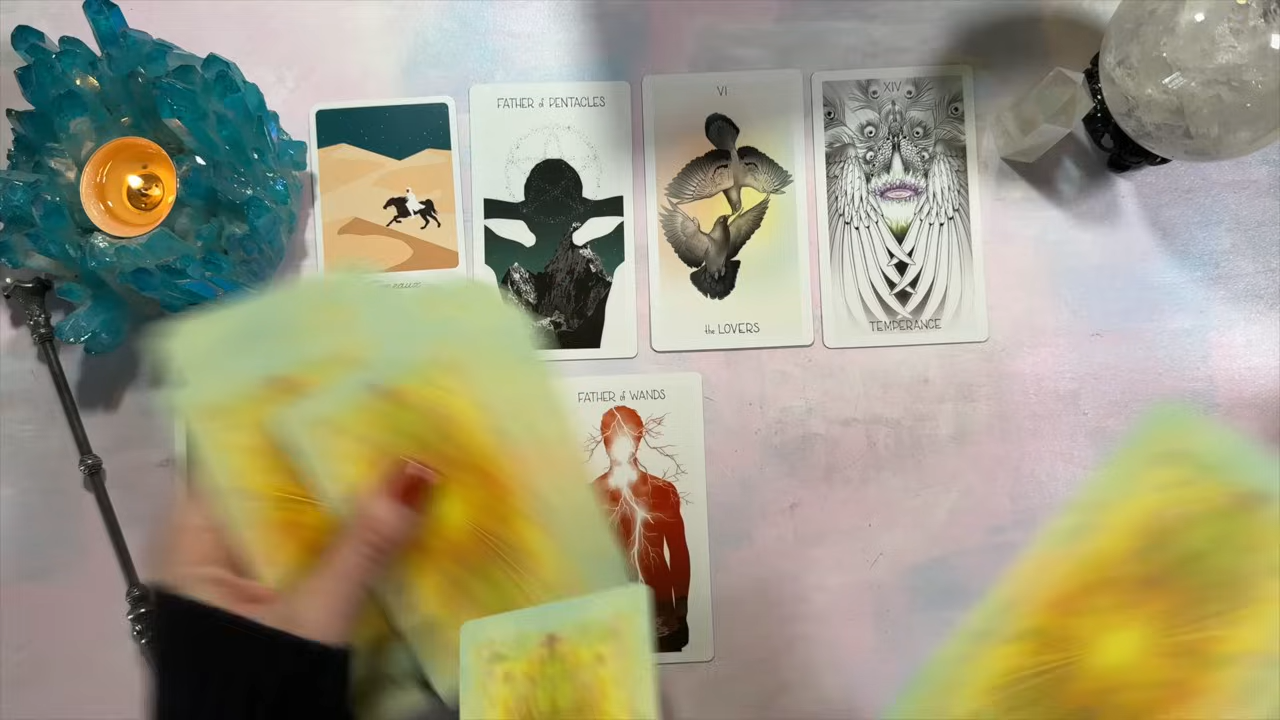 FATHER of PENTACLES
VI
the LOVERS
XIV
TEMPERANCE
FATHER of WANDS